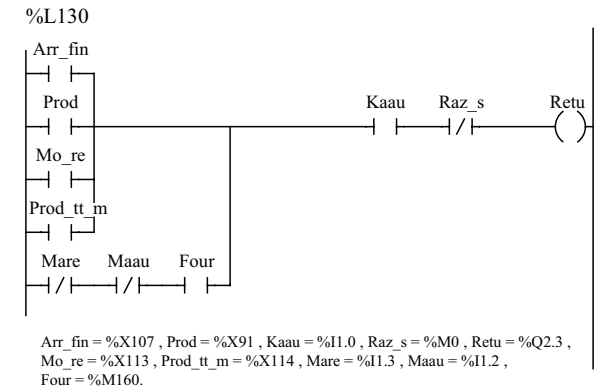 %L130
Arr_fin
Prod Kaau Raz_s Retu
Mo_re
Prod_tt_m
Mare Maau Four
Arr_fin = %X107 , Prod = %X91 , Kaau = %I1.0 , Raz_s = %M0 , Retu = %Q2.3 ,
Mo_re = %X113 , Prod_tt_m = %X114 , Mare = %I1.3 , Maau = %I1.2 ,
Four = %M160.